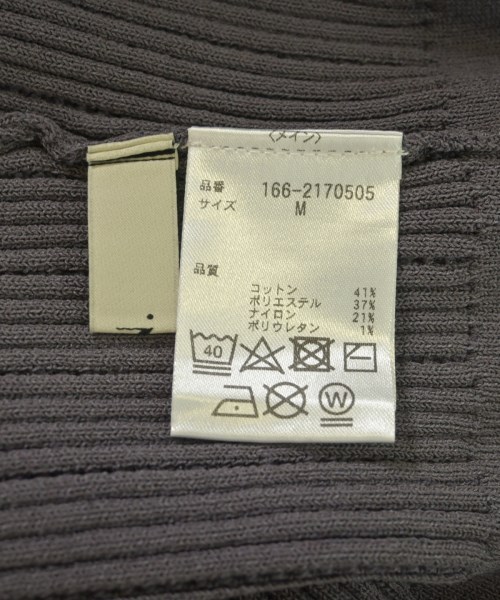 〈メイン〉
品番 166-2170505
サイズ M
品質
コットン 41%
ポリエステル 37%
ナイロン 21%
ポリウレタン 1%
40
W